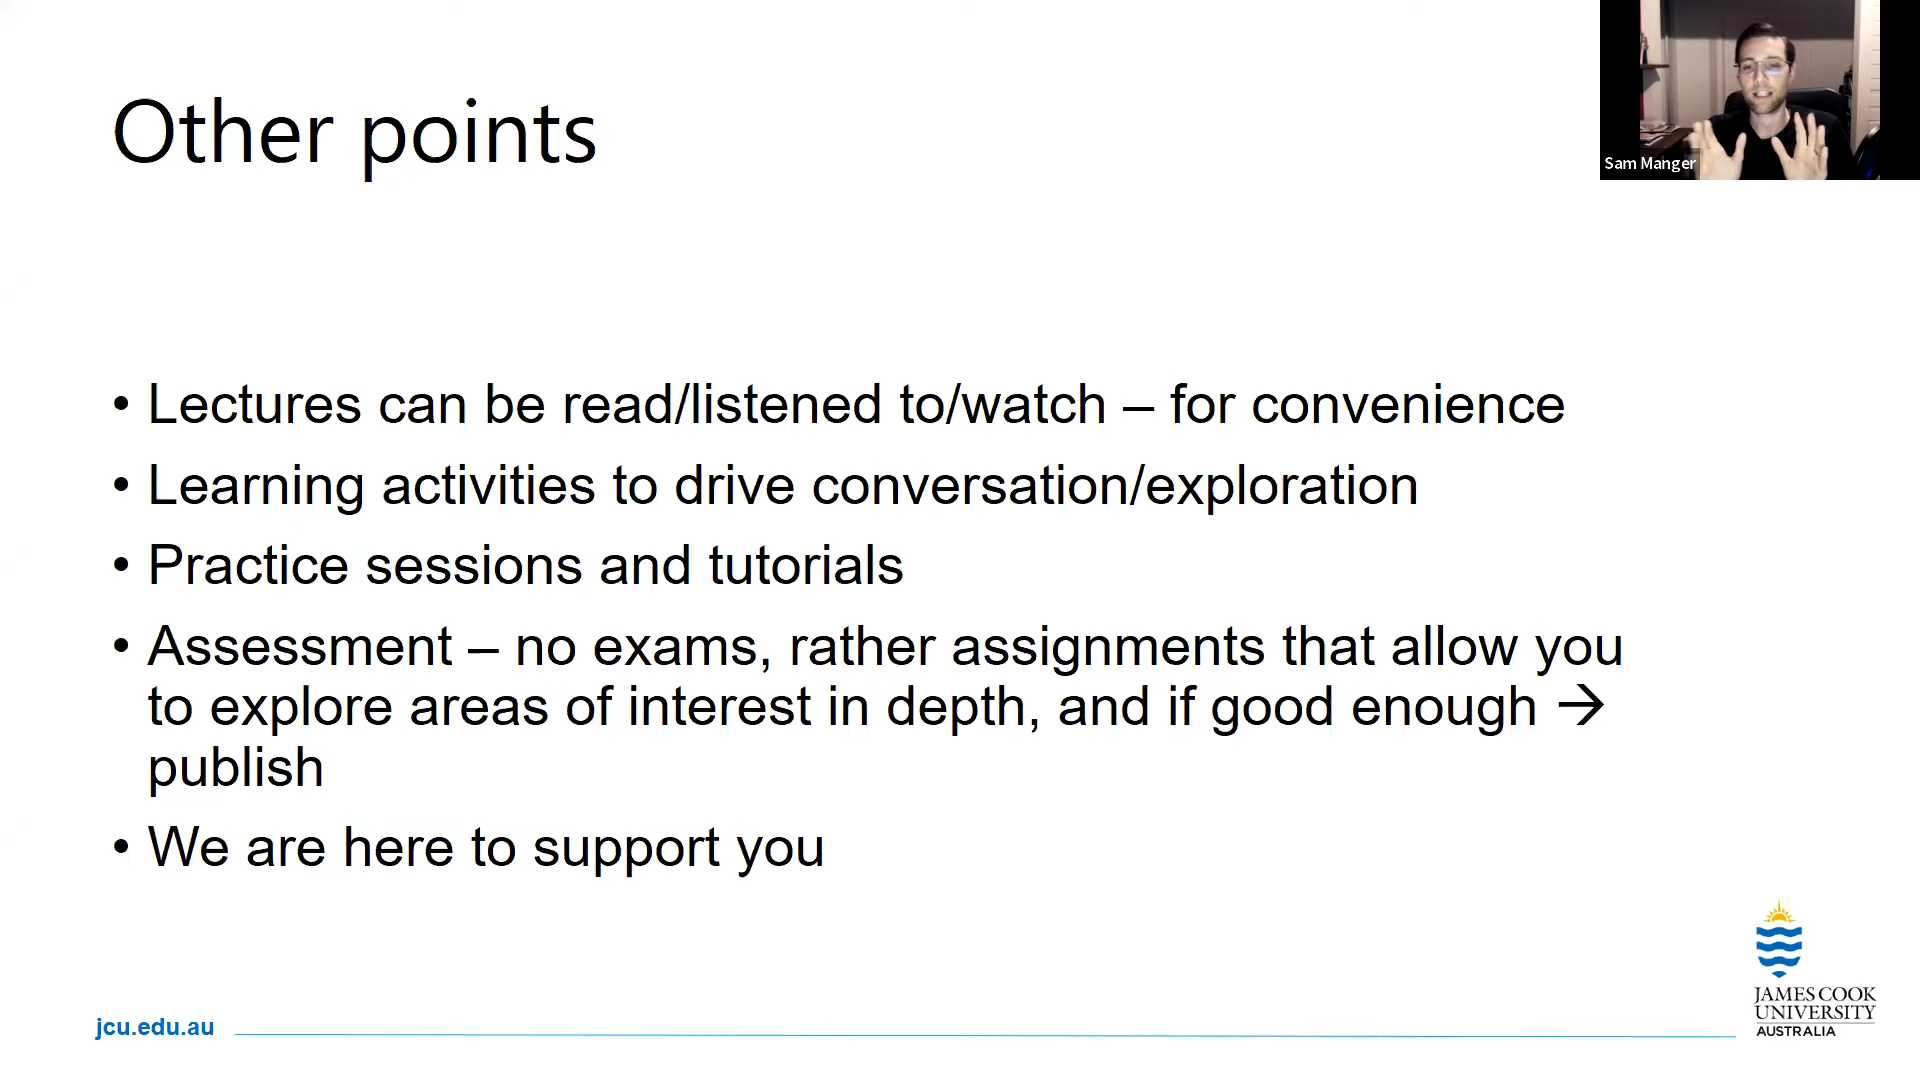 Other points
Sam Manger
• Lectures can be read/listened to/watch – for convenience
• Learning activities to drive conversation/exploration
• Practice sessions and tutorials
• Assessment – no exams, rather assignments that allow you
to explore areas of interest in depth, and if good enough →
publish
• We are here to support you
jcu.edu.au
JAMES COOK
UNIVERSITY
AUSTRALIA